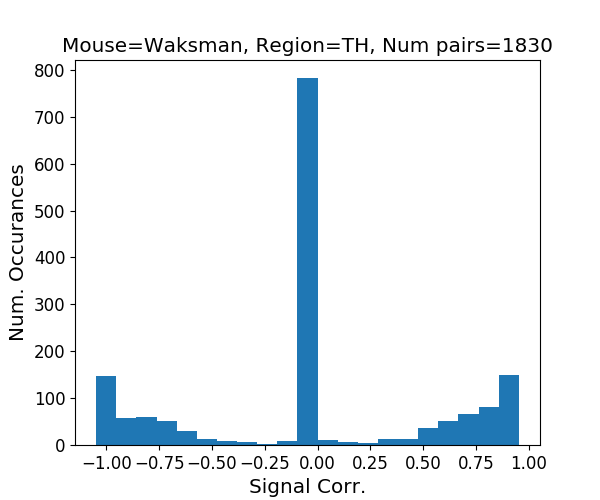 Mouse=Waksman, Region=TH, Num pairs=1830
Num. Occurances
800
700
600
500
400
300
200
100
0
−1.00 −0.75 −0.50 −0.25 0.00 0.25 0.50 0.75 1.00
Signal Corr.